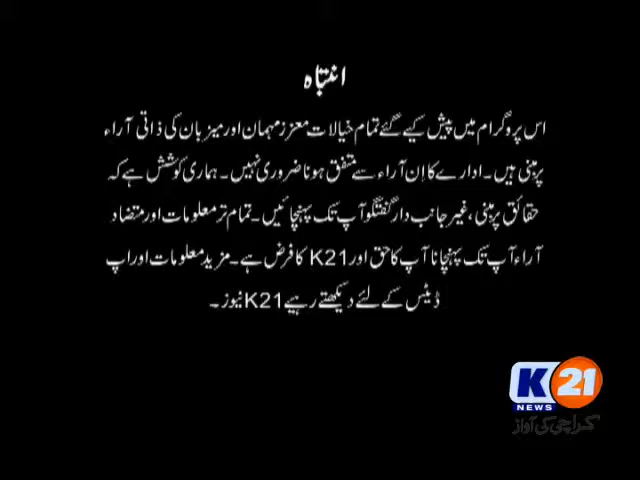 انتباہ
اس پروگرام میں پیش کیے گئے تمام خیالات معزز مہمان اور میزبان کی ذاتی آراء
پر مبنی ہیں۔ ادارے کا اِن آراء سے متفق ہونا ضروری نہیں۔ ہماری کوشش ہے کہ
حقائق پر مبنی، غیر جانب دار گفتگو آپ تک پہنچائیں۔ تمام تر معلومات اور متضاد
آراء آپ تک پہنچانا آپ کا حق اور K21 کا فرض ہے۔ مزید معلومات اور اپ
ڈیٹس کے لئے دیکھتے رہیے K21 نیوز۔
K21
NEWS
کراچی کی آواز